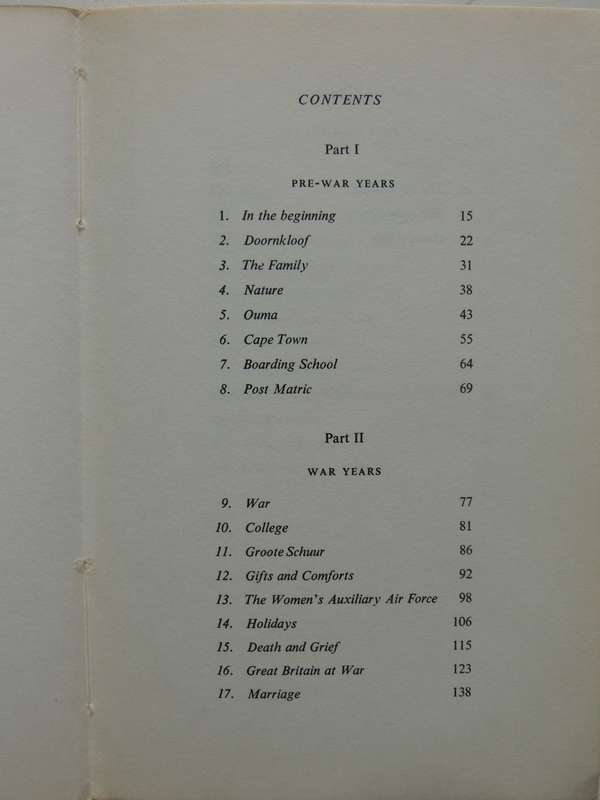 CONTENTS
Part I
PRE-WAR YEARS
1. In the beginning 15
2. Doornkloof 22
3. The Family 31
4. Nature 38
5. Ouma 43
6. Cape Town 55
7. Boarding School 64
8. Post Matric 69
Part II
WAR YEARS
9. War 77
10. College 81
11. Groote Schuur 86
12. Gifts and Comforts 92
13. The Women's Auxiliary Air Force 98
14. Holidays 106
15. Death and Grief 115
16. Great Britain at War 123
17. Marriage 138